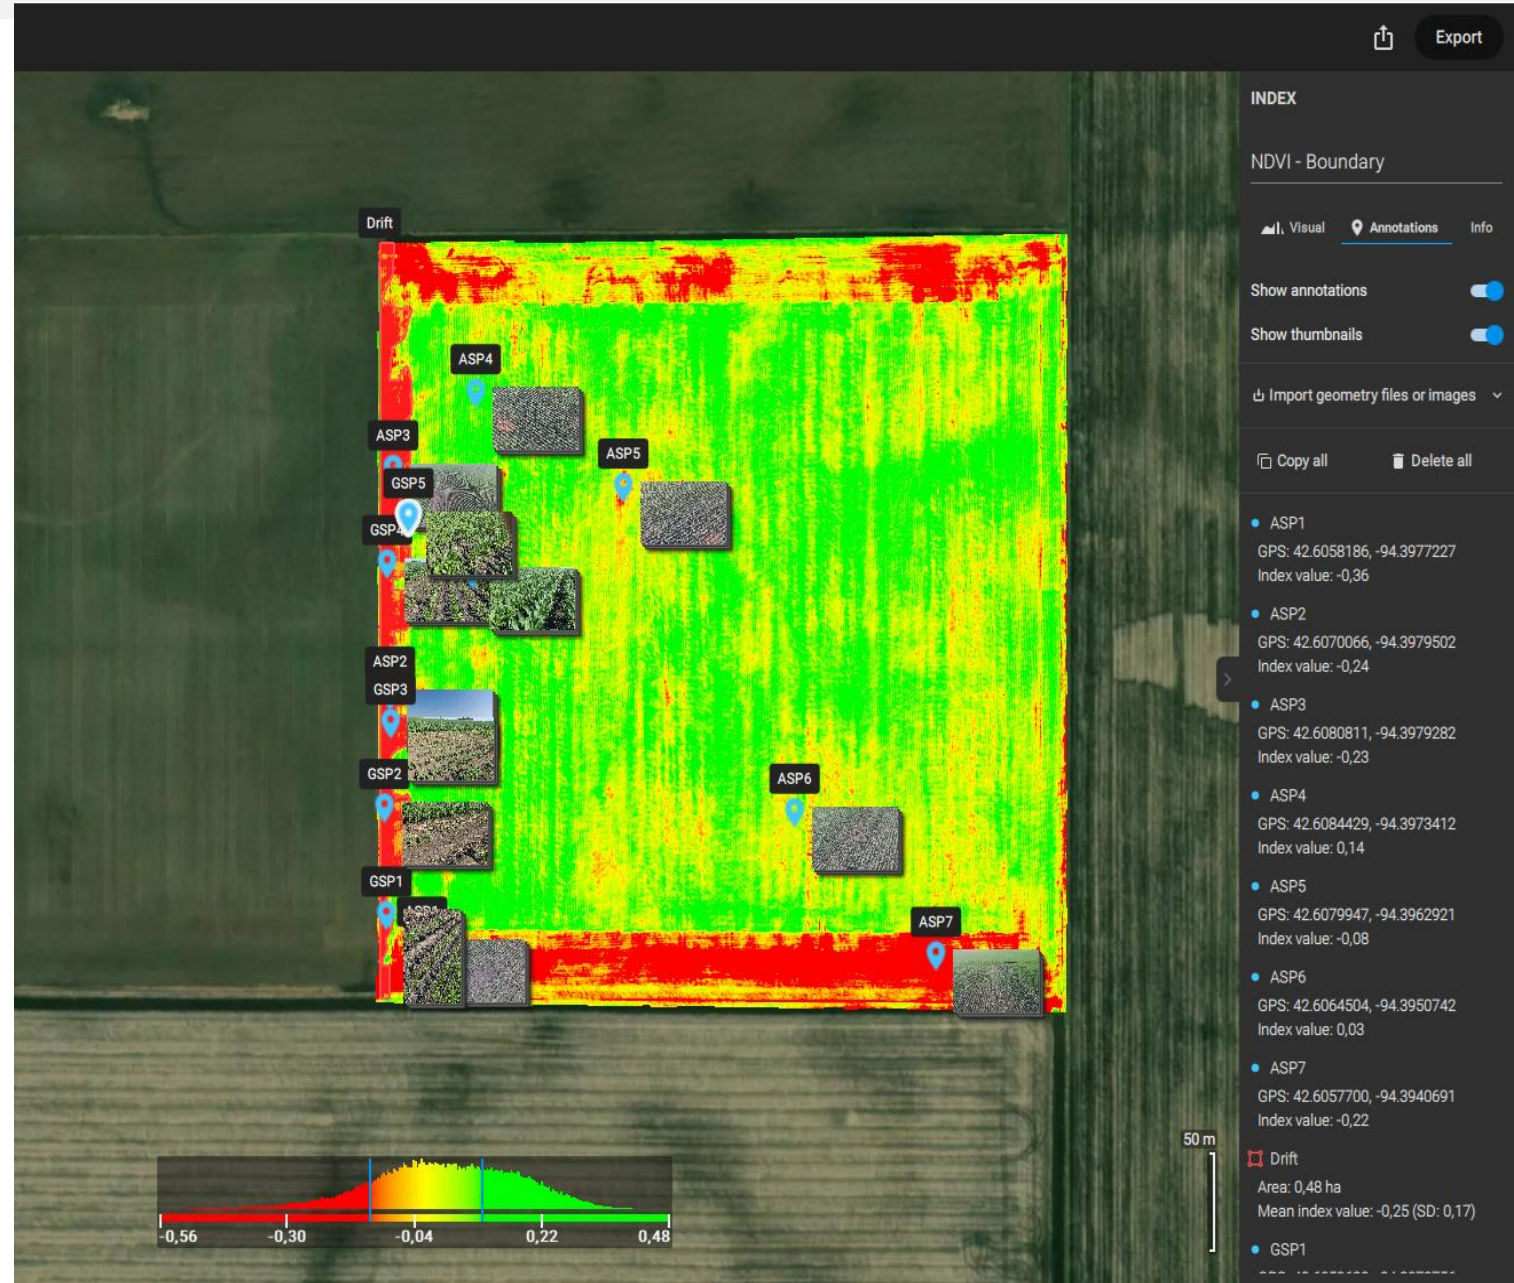 Export
INDEX
NDVI - Boundary
Visual
Annotations
Info
Show annotations
Show thumbnails
Import geometry files or images
Copy all
Delete all
ASP1
GPS: 42.6058186, -94.3977227
Index value: -0,36
ASP2
GPS: 42.6070066, -94.3979502
Index value: -0,24
ASP3
GPS: 42.6080811, -94.3979282
Index value: -0,23
ASP4
GPS: 42.6084429, -94.3973412
Index value: 0,14
ASP5
GPS: 42.6079947, -94.3962921
Index value: -0,08
ASP6
GPS: 42.6064504, -94.3950742
Index value: 0,03
ASP7
GPS: 42.6057700, -94.3940691
Index value: -0,22
Drift
Area: 0,48 ha
Mean index value: -0,25 (SD: 0,17)
GSP1
Drift
ASP4
ASP3
ASP5
GSP5
GSP4
ASP2
GSP3
GSP2
ASP6
GSP1
ASP7
50 m
-0,56
-0,30
-0,04
0,22
0,48